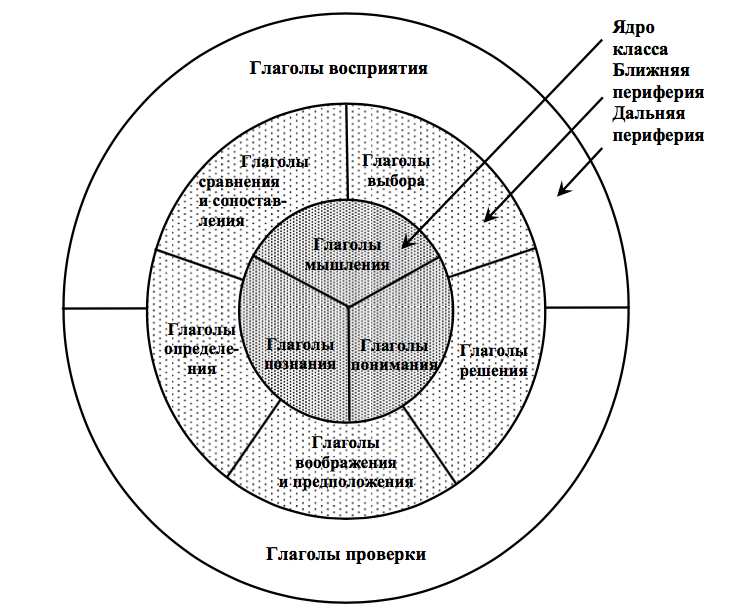 Ядро
класса
Ближняя
периферия
Дальняя
периферия
Глаголы восприятия
Глаголы
сравнения
и сопостав-
ления
Глаголы
выбора
Глаголы
мышления
Глаголы
определе-
ния
Глаголы
познания
Глаголы
понимания
Глаголы
решения
Глаголы
воображения
и предположения
Глаголы проверки